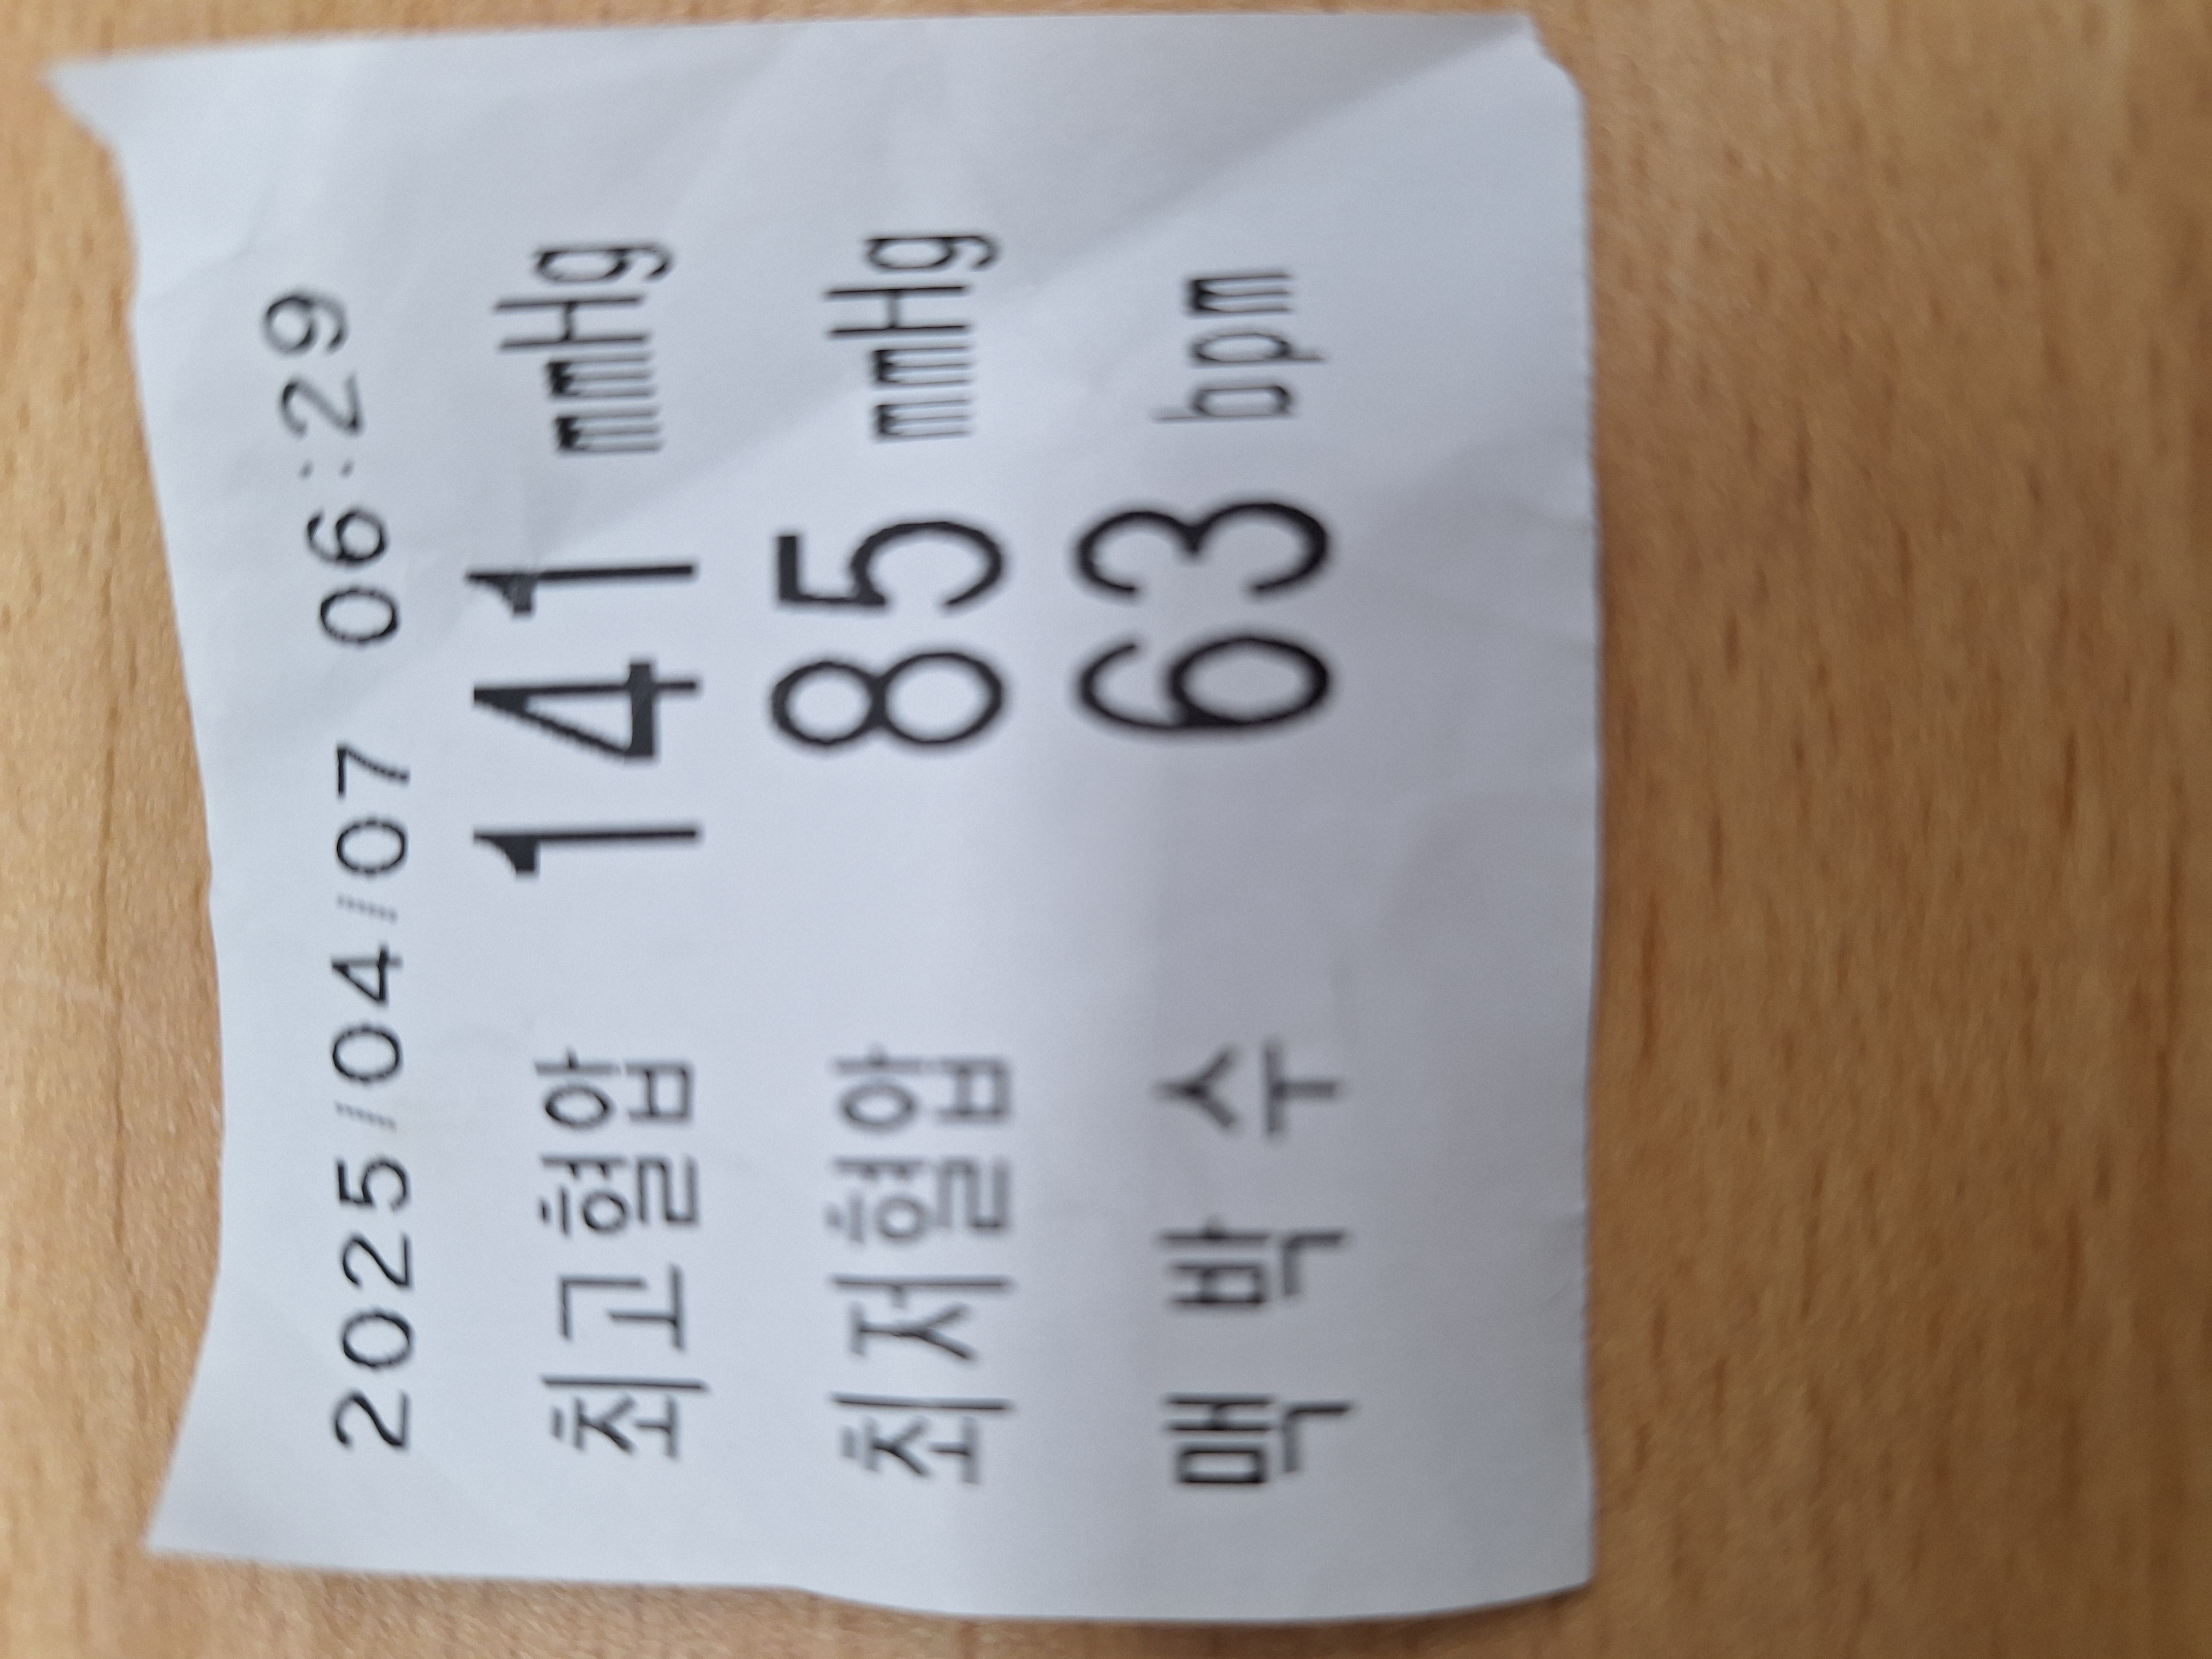 2025/04/07 06:29
최고혈압 141 mmHg
최저혈압 85 mmHg
맥 박 수 63 bpm